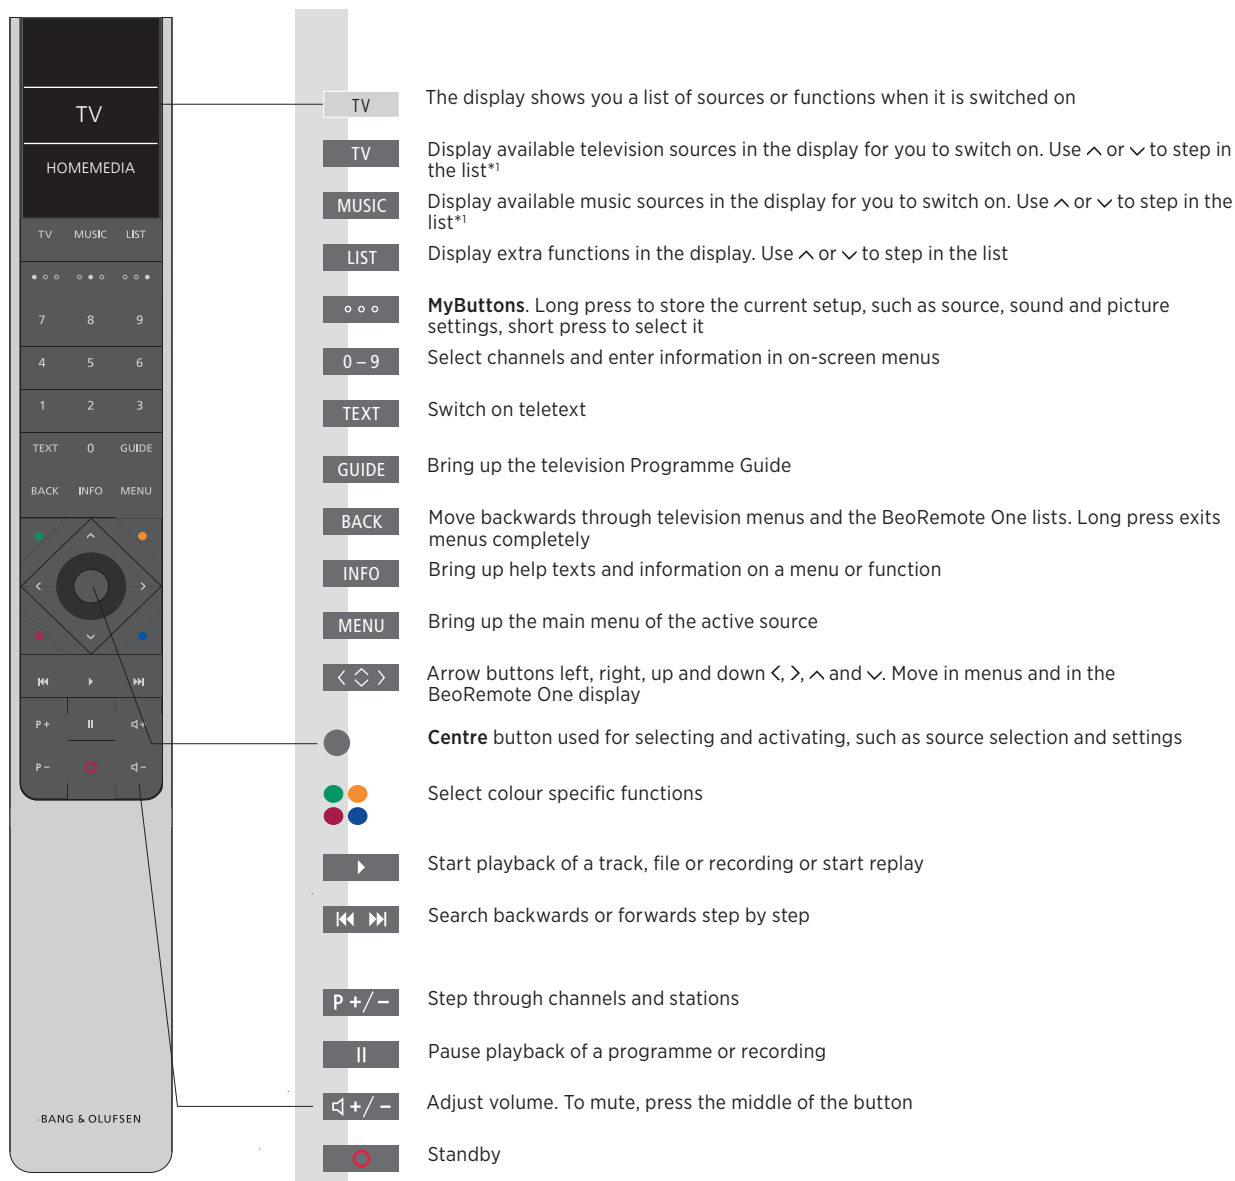 TV
HOMEMEDIA
TV MUSIC LIST
7 8 9
4 5 6
1 2 3
TEXT 0 GUIDE
BACK INFO MENU
P+
P−
BANG & OLUFSEN
TV The display shows you a list of sources or functions when it is switched on
TV Display available television sources in the display for you to switch on. Use ∧ or ∨ to step in
the list*1
MUSIC Display available music sources in the display for you to switch on. Use ∧ or ∨ to step in the
list*1
LIST Display extra functions in the display. Use ∧ or ∨ to step in the list
MyButtons. Long press to store the current setup, such as source, sound and picture
settings, short press to select it
0 – 9 Select channels and enter information in on-screen menus
TEXT Switch on teletext
GUIDE Bring up the television Programme Guide
BACK Move backwards through television menus and the BeoRemote One lists. Long press exits
menus completely
INFO Bring up help texts and information on a menu or function
MENU Bring up the main menu of the active source
Arrow buttons left, right, up and down <, >, ∧ and ∨. Move in menus and in the
BeoRemote One display
Centre button used for selecting and activating, such as source selection and settings
Select colour specific functions
Start playback of a track, file or recording or start replay
Search backwards or forwards step by step
P +/− Step through channels and stations
Pause playback of a programme or recording
+/− Adjust volume. To mute, press the middle of the button
Standby